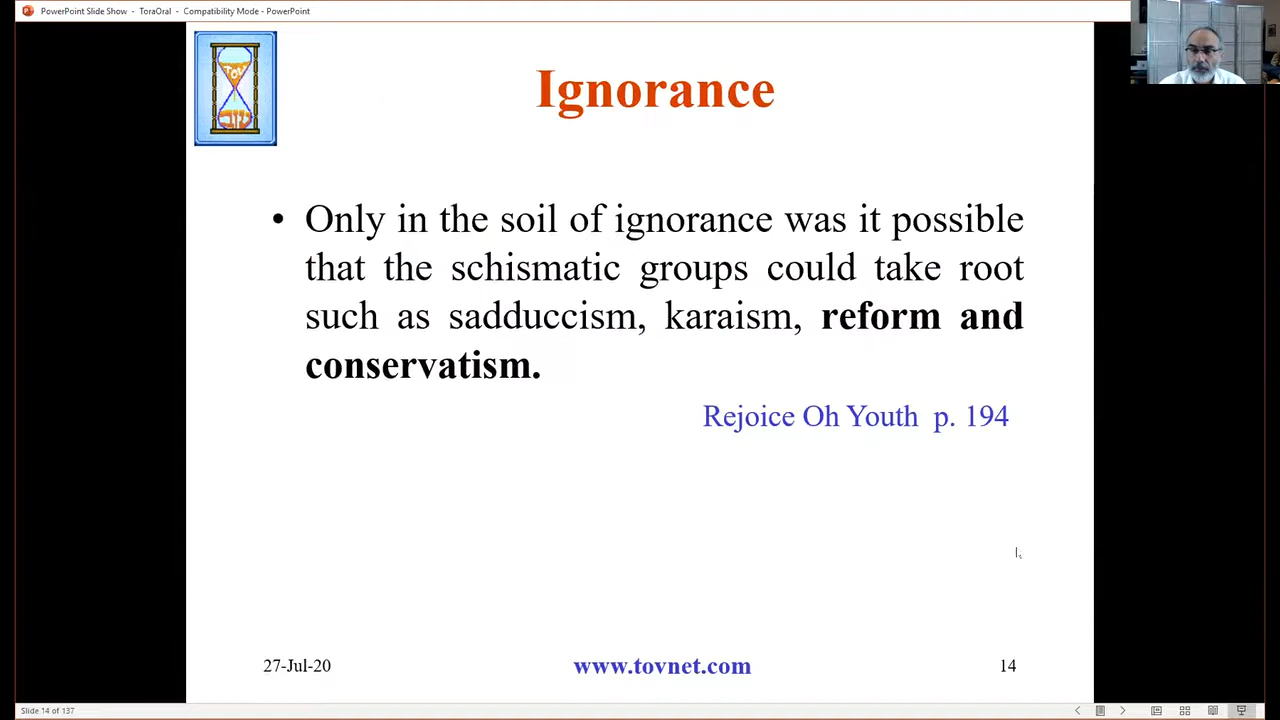 PowerPoint Slide Show - ToraOral - Compatibility Mode - PowerPoint
Ignorance
• Only in the soil of ignorance was it possible
that the schismatic groups could take root
such as sadduccism, karaism, reform and
conservatism.
Rejoice Oh Youth p. 194
27-Jul-20
www.tovnet.com
14
Slide 14 of 137